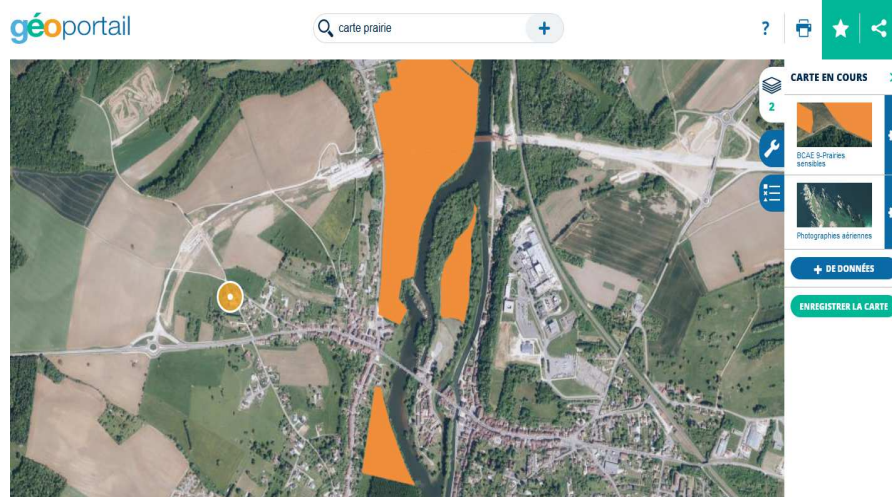 géoportail
carte prairie
+
?
CARTE EN COURS
2
BCAE 9-Prairies
sensibles
Photographies aériennes
+ DE DONNÉES
ENREGISTRER LA CARTE